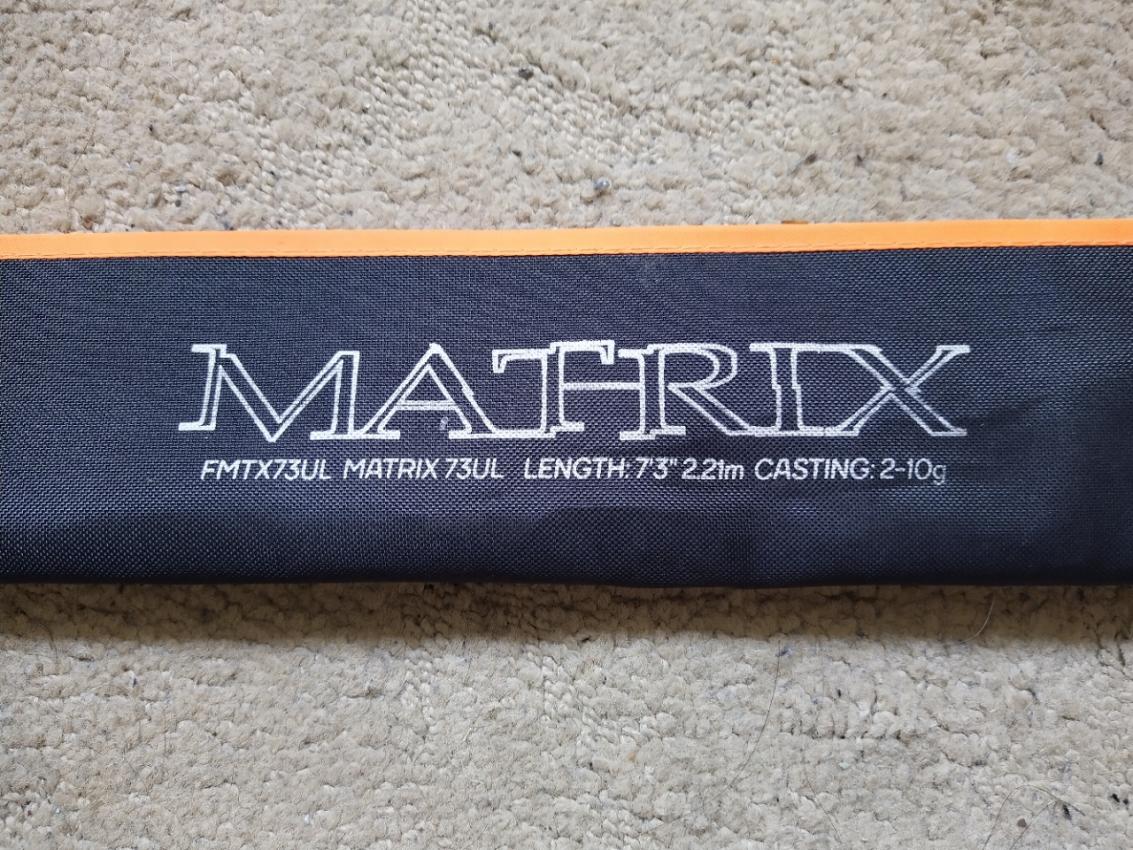 MATRIX
FMTX73UL MATRIX 73UL LENGTH: 7'3" 2.21m CASTING: 2-10g